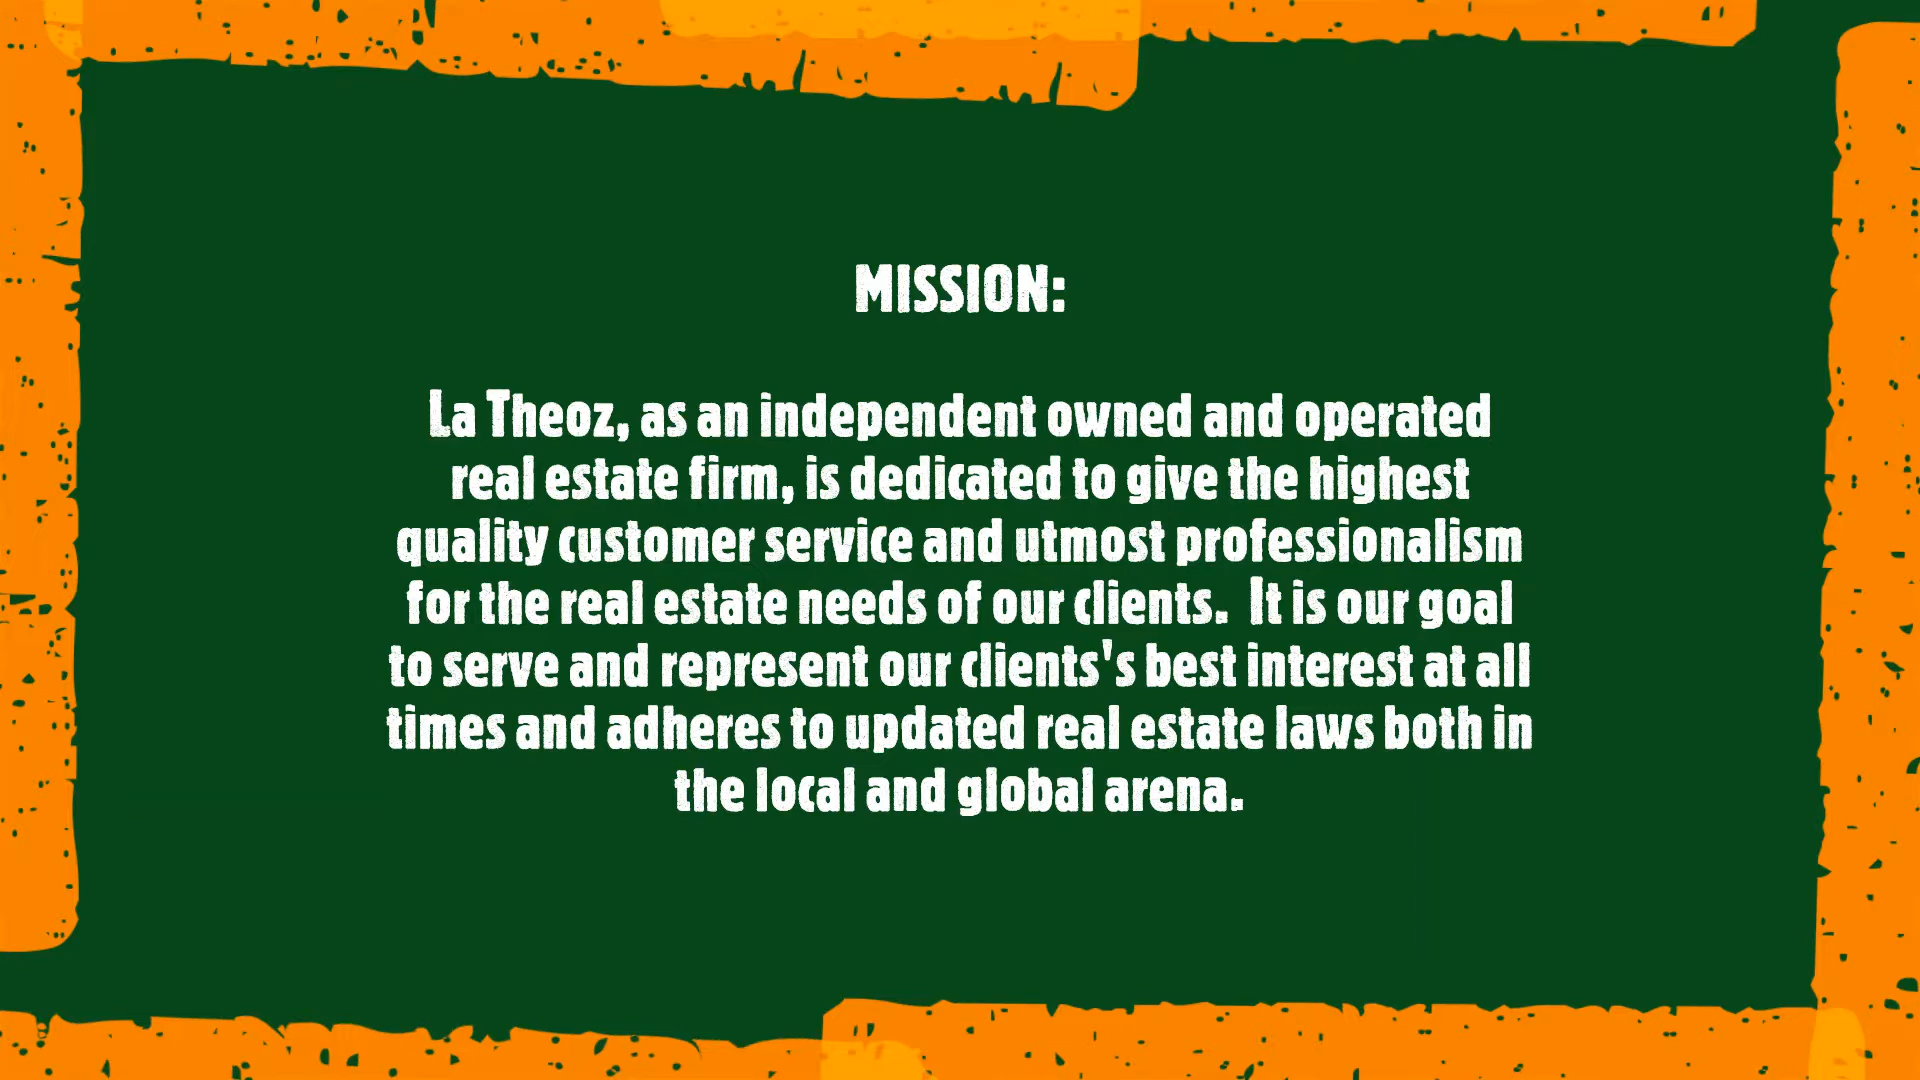 MISSION:
La Theoz, as an independent owned and operated
real estate firm, is dedicated to give the highest
quality customer service and utmost professionalism
for the real estate needs of our clients.  It is our goal
to serve and represent our clients's best interest at all
times and adheres to updated real estate laws both in
the local and global arena.